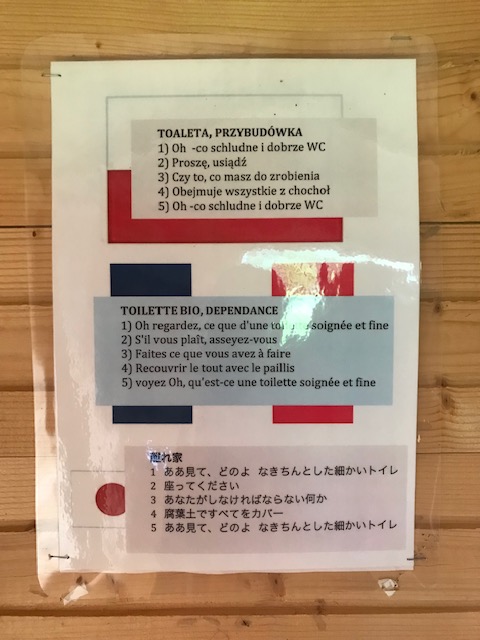 TOALETA, PRZYBUDÓWKA
1) Oh -co schludne i dobrze WC
2) Proszę, usiądź
3) Czy to, co masz do zrobienia
4) Obejmuje wszystkie z chochoł
5) Oh -co schludne i dobrze WC
TOILETTE BIO, DEPENDANCE
1) Oh regardez, ce que d'une soignée et fine
2) S'il vous plaît, asseyez-vous
3) Faites ce que vous avez à faire
4) Recouvrir le tout avec le paillis
5) voyez Oh, qu'est-ce une toilette soignée et fine
離れ家
1 ああ見て、どのよ なきちんとした細かいトイレ
2 座ってください
3 あなたがしなければならない何か
4 腐葉土ですべてをカバー
5 ああ見て、どのよ なきちんとした細かいトイレ